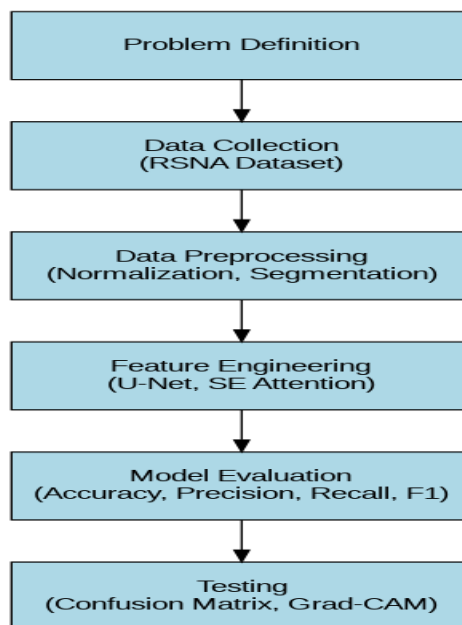 Problem Definition
Data Collection
(RSNA Dataset)
Data Preprocessing
(Normalization, Segmentation)
Feature Engineering
(U-Net, SE Attention)
Model Evaluation
(Accuracy, Precision, Recall, F1)
Testing
(Confusion Matrix, Grad-CAM)